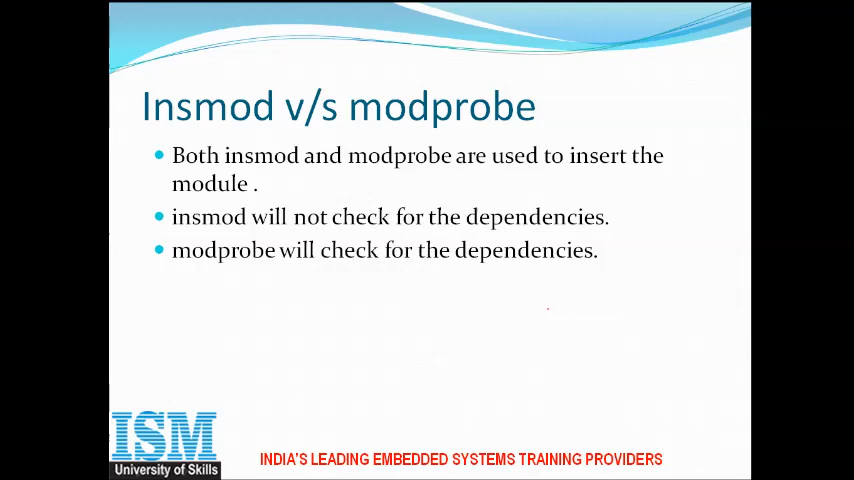 Insmod v/s modprobe
Both insmod and modprobe are used to insert the
module .
insmod will not check for the dependencies.
modprobe will check for the dependencies.
ISM
University of Skills
INDIA'S LEADING EMBEDDED SYSTEMS TRAINING PROVIDERS